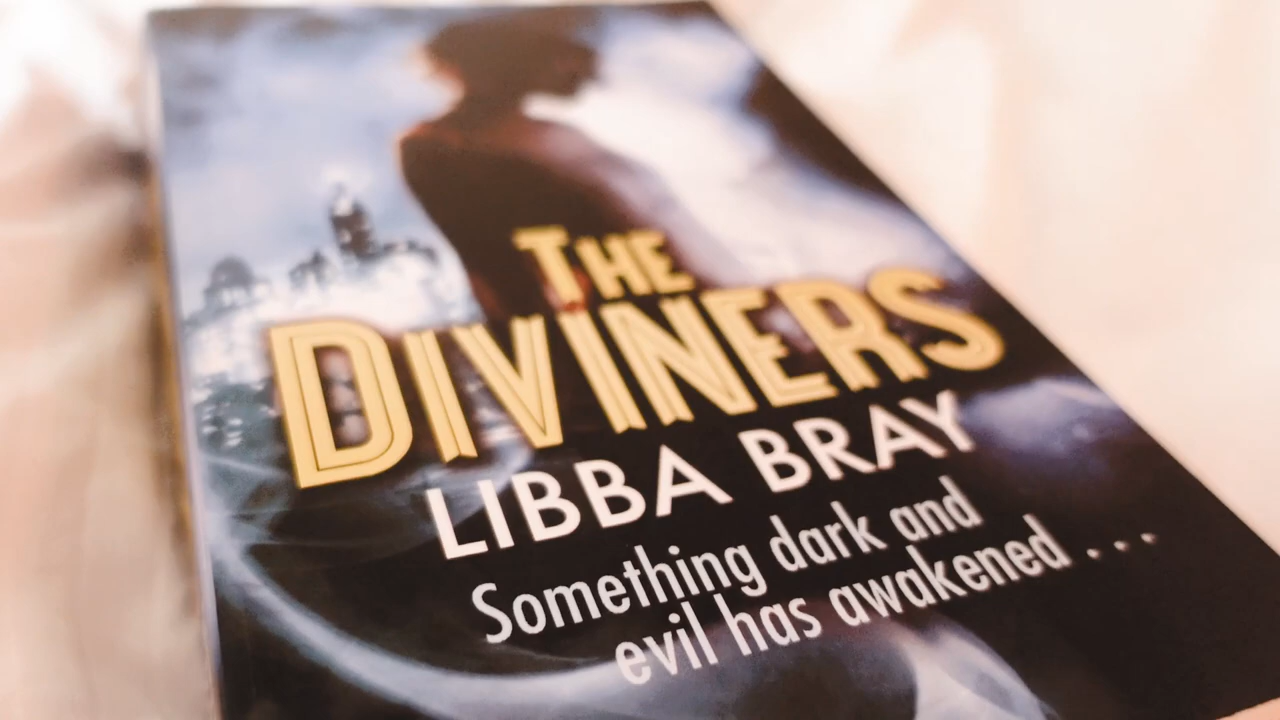 THE
DIVINERS
LIBBA BRAY
Something dark and
evil has awakened . . .